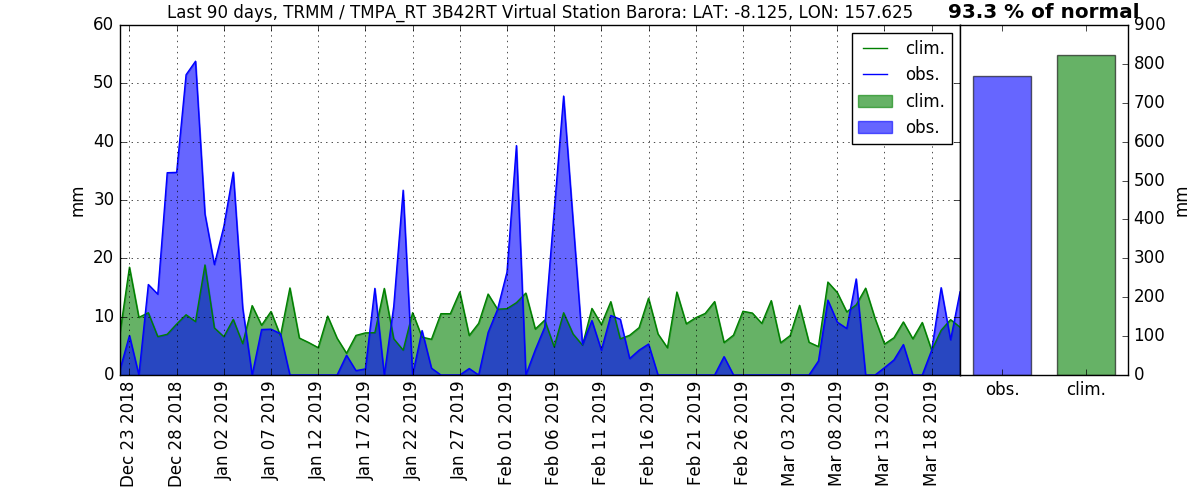 Last 90 days, TRMM / TMPA_RT 3B42RT Virtual Station Barora: LAT: -8.125, LON: 157.625
93.3 % of normal
60
50
40
30
20
10
0
mm
clim.
obs.
clim.
obs.
Dec 23 2018
Dec 28 2018
Jan 02 2019
Jan 07 2019
Jan 12 2019
Jan 17 2019
Jan 22 2019
Jan 27 2019
Feb 01 2019
Feb 06 2019
Feb 11 2019
Feb 16 2019
Feb 21 2019
Feb 26 2019
Mar 03 2019
Mar 08 2019
Mar 13 2019
Mar 18 2019
900
800
700
600
500
400
300
200
100
0
mm
obs.
clim.